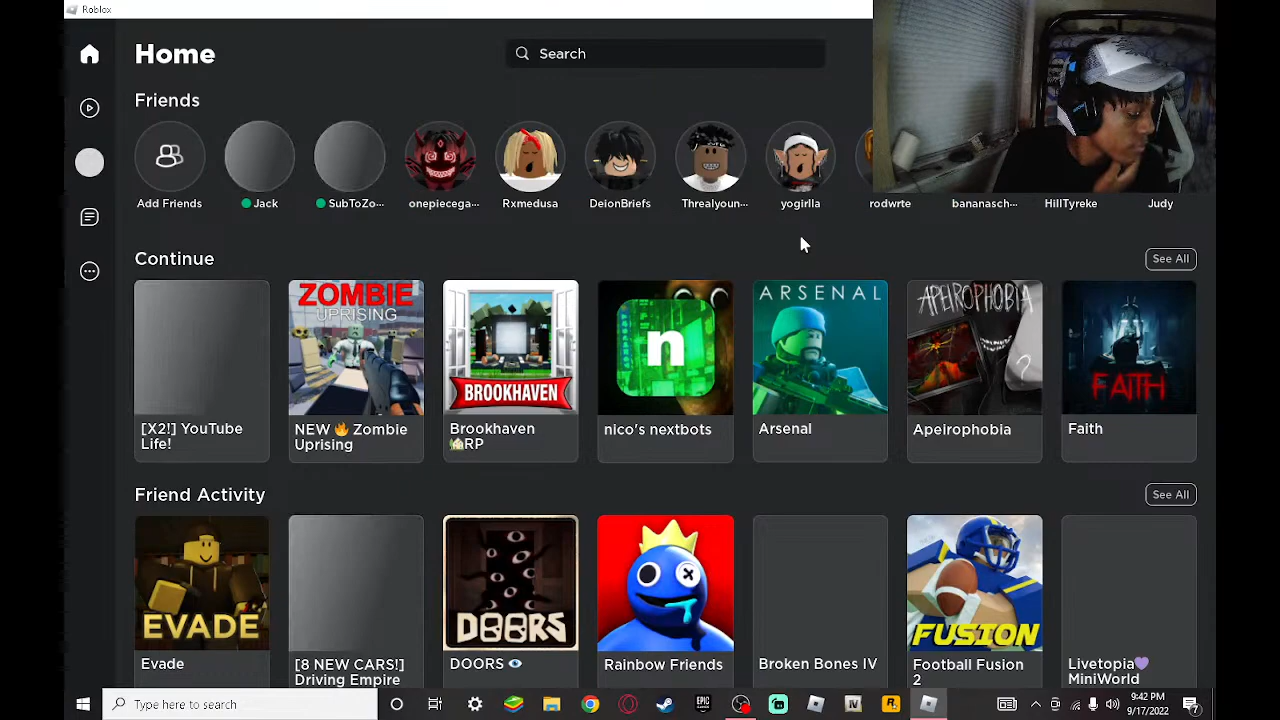 Roblox
Home
Search
Friends
Add Friends
Jack
SubToZo...
onepiecega...
Rxmedusa
DeionBriefs
Threalyoun...
yogirlla
rodwrte
bananasch...
HillTyreke
Judy
Continue
See All
ZOMBIE
UPRISING
BROOKHAVEN
n
ARSENAL
APEIROPHOBIA
FAITH
[X2!] YouTube
Life!
NEW 🔥 Zombie
Uprising
Brookhaven
🏡RP
nico's nextbots
Arsenal
Apeirophobia
Faith
Friend Activity
See All
EVADE
DOORS
FUSION
Evade
[8 NEW CARS!]
Driving Empire
DOORS 👁️
Rainbow Friends
Broken Bones IV
Football Fusion
2
Livetopia💜
MiniWorld
Type here to search
EPIC
IV
R
9:42 PM
9/17/2022